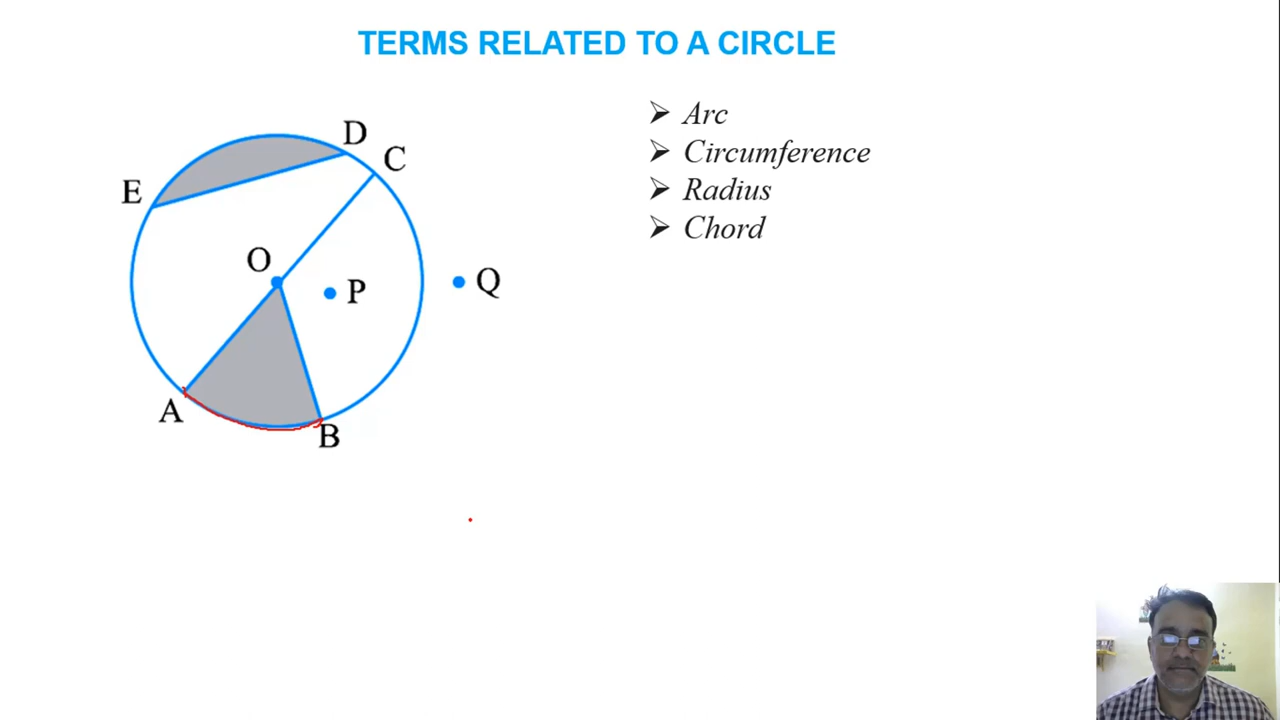 TERMS RELATED TO A CIRCLE
➢ Arc
➢ Circumference
➢ Radius
➢ Chord
D
C
E
O
P
Q
A
B